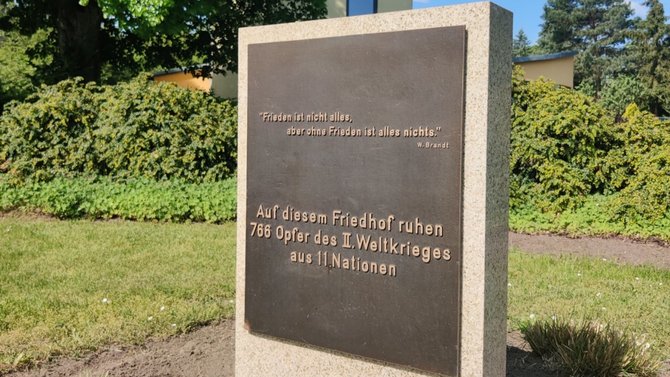 "Frieden ist nicht alles,
aber ohne Frieden ist alles nichts."
W.Brandt
Auf diesem Friedhof ruhen
766 Opfer des II.Weltkrieges
aus 11.Nationen